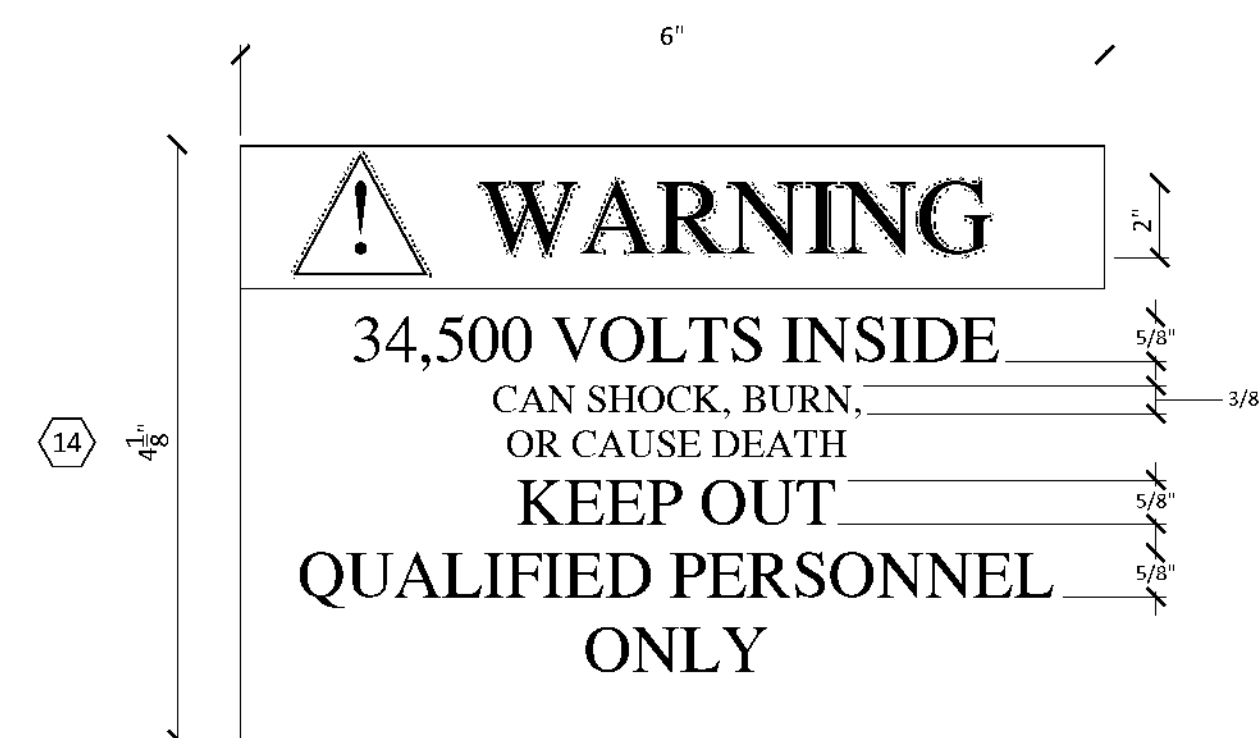 6"
WARNING
2"
34,500 VOLTS INSIDE
5/8"
CAN SHOCK, BURN,
3/8
OR CAUSE DEATH
14
4 1/8"
KEEP OUT
5/8"
QUALIFIED PERSONNEL
5/8"
ONLY